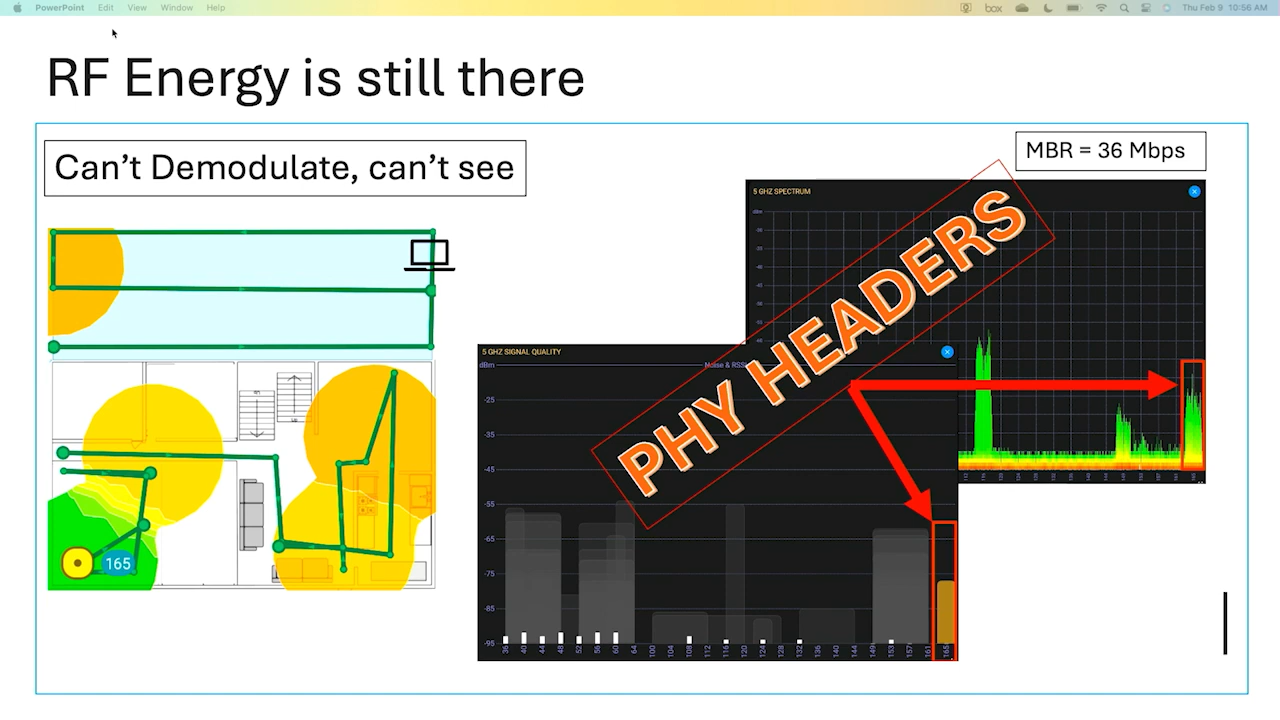 PowerPoint Edit View Window Help
box
Thu Feb 9 10:56 AM
RF Energy is still there
Can't Demodulate, can't see
MBR = 36 Mbps
5 GHZ SPECTRUM
PHY HEADERS
165
5 GHZ SIGNAL QUALITY
dBm
Noise & RSS
-25
-35
-45
-55
-65
-75
-85
-95
36 40 44 48 52 56 60 64 100 104 108 112 116 120 124 128 132 136 140 144 149 153 157 161 165